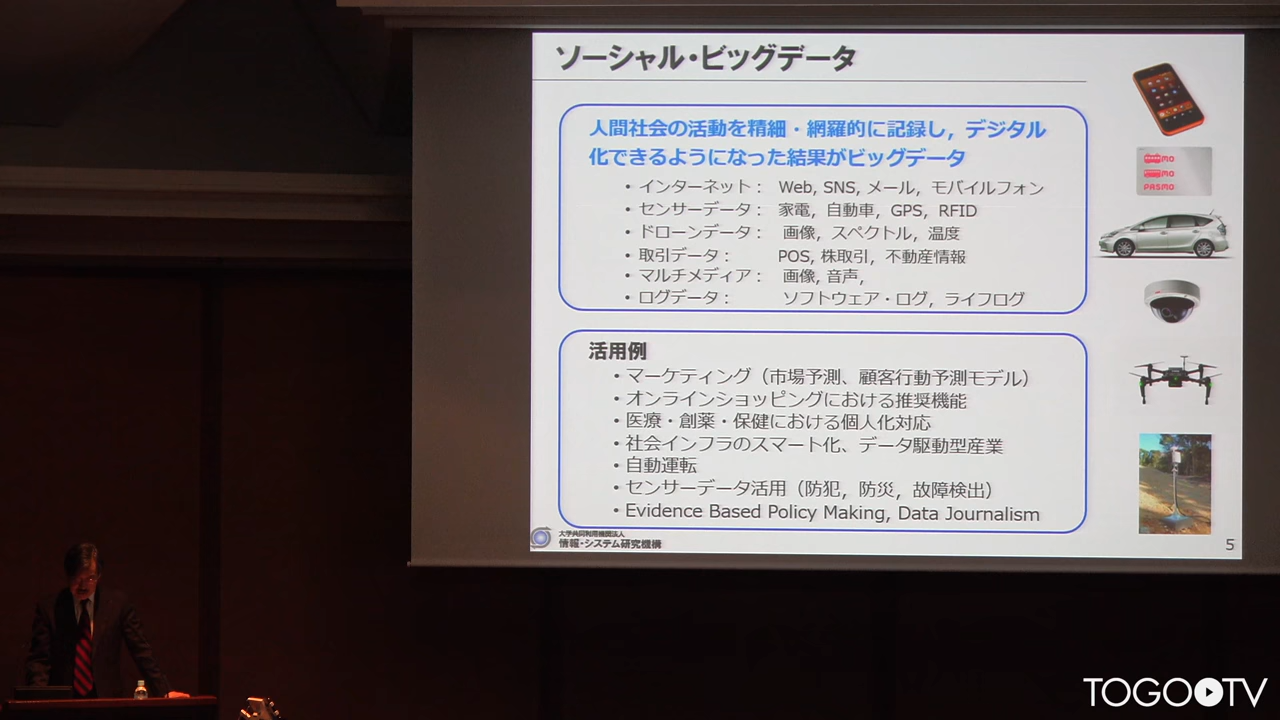 ソーシャル・ビッグデータ
人間社会の活動を精細・網羅的に記録し，デジタル
化できるようになった結果がビッグデータ
・インターネット： Web, SNS, メール，モバイルフォン
・センサーデータ： 家電，自動車，GPS，RFID
・ドローンデータ： 画像，スペクトル，温度
・取引データ： POS, 株取引，不動産情報
・マルチメディア： 画像, 音声,
・ログデータ： ソフトウェア・ログ，ライフログ
PASMO
活用例
・マーケティング（市場予測、顧客行動予測モデル）
・オンラインショッピングにおける推奨機能
・医療・創薬・保健における個人化対応
・社会インフラのスマート化、データ駆動型産業
・自動運転
・センサーデータ活用（防犯，防災，故障検出）
・Evidence Based Policy Making, Data Journalism
大学共同利用機関法人
情報・システム研究機構
5
TOGO TV